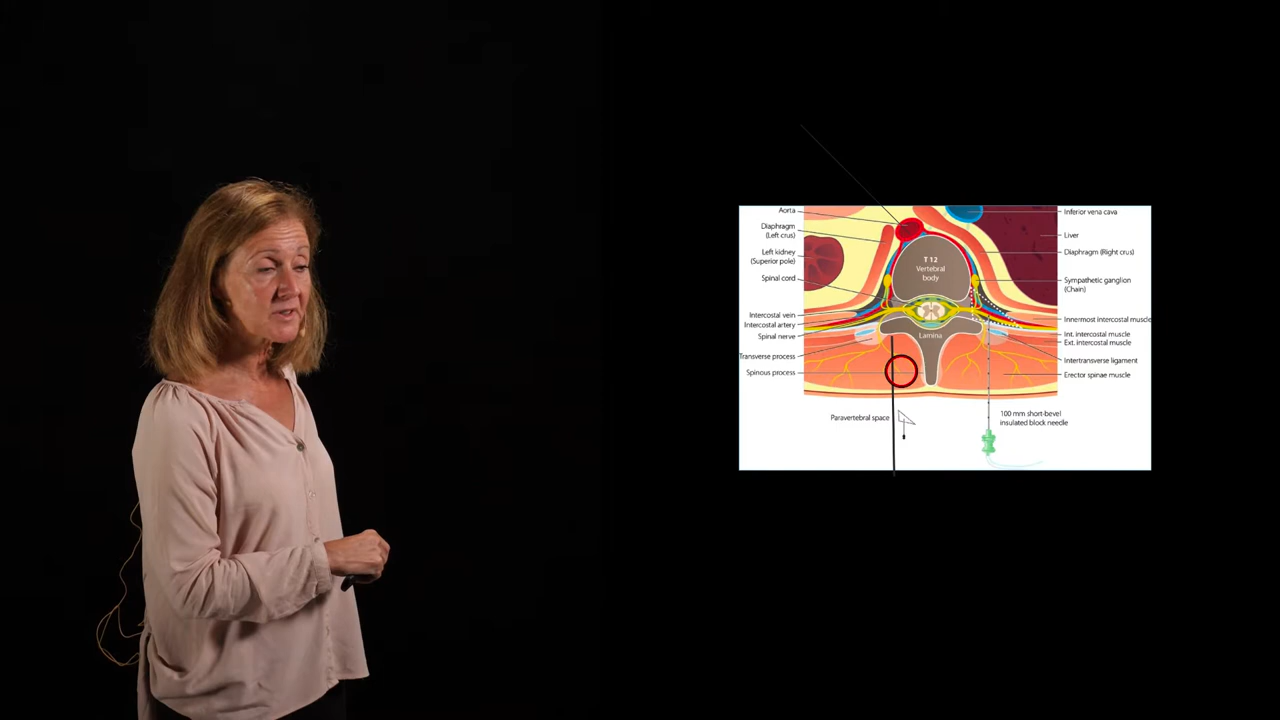 Aorta
Diaphragm
(Left crus)
Left kidney
(Superior pole)
Spinal cord
Intercostal vein
Intercostal artery
Spinal nerve
Transverse process
Spinous process
T 12
Vertebral
body
Lamina
Paravertebral space
Inferior vena cava
Liver
Diaphragm (Right crus)
Sympathetic ganglion
(Chain)
Innermost intercostal muscle
Int. intercostal muscle
Ext. intercostal muscle
Intertransverse ligament
Erector spinae muscle
100 mm short-bevel
insulated block needle